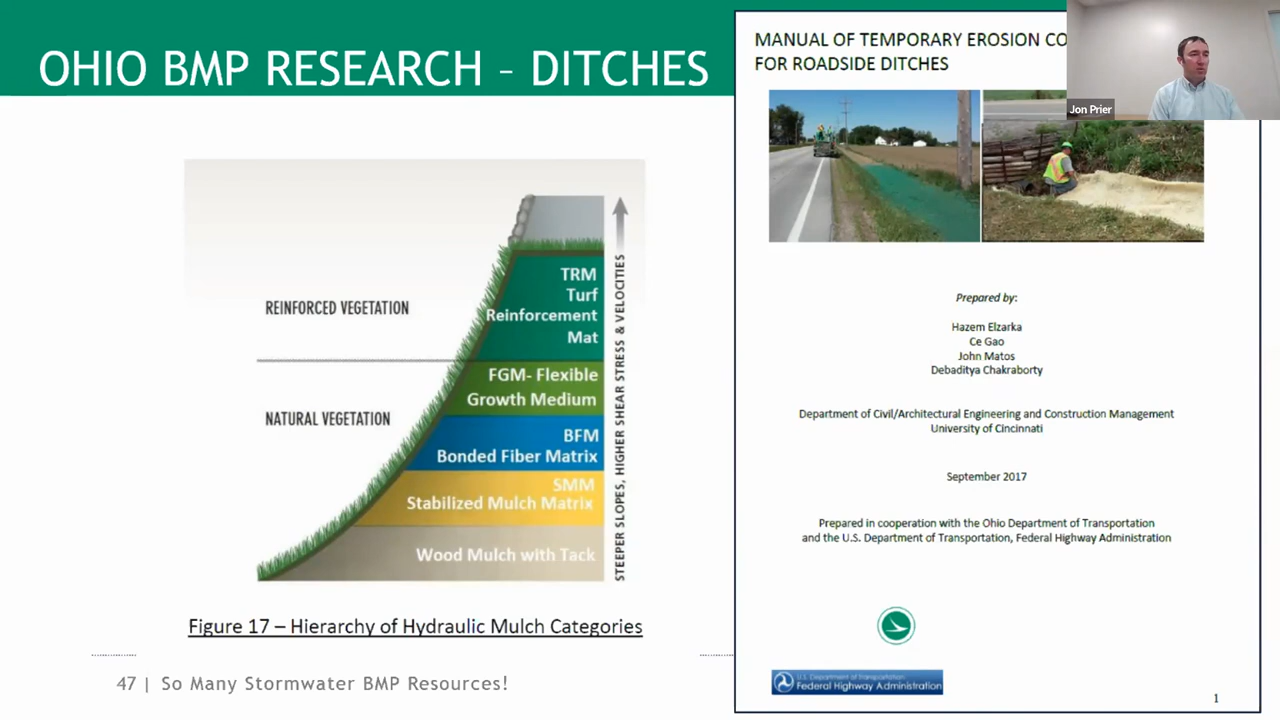 OHIO BMP RESEARCH – DITCHES
REINFORCED VEGETATION
NATURAL VEGETATION
TRM
Turf
Reinforcement
Mat
FGM- Flexible
Growth Medium
BFM
Bonded Fiber Matrix
SMM
Stabilized Mulch Matrix
Wood Mulch with Tack
STEEPER SLOPES, HIGHER SHEAR STRESS & VELOCITIES
Figure 17 – Hierarchy of Hydraulic Mulch Categories
47 | So Many Stormwater BMP Resources!
MANUAL OF TEMPORARY EROSION CO
FOR ROADSIDE DITCHES
Jon Prier
Prepared by:
Hazem Elzarka
Ce Gao
John Matos
Debaditya Chakraborty
Department of Civil/Architectural Engineering and Construction Management
University of Cincinnati
September 2017
Prepared in cooperation with the Ohio Department of Transportation
and the U.S. Department of Transportation, Federal Highway Administration
U.S. Department of Transportation
Federal Highway Administration
1